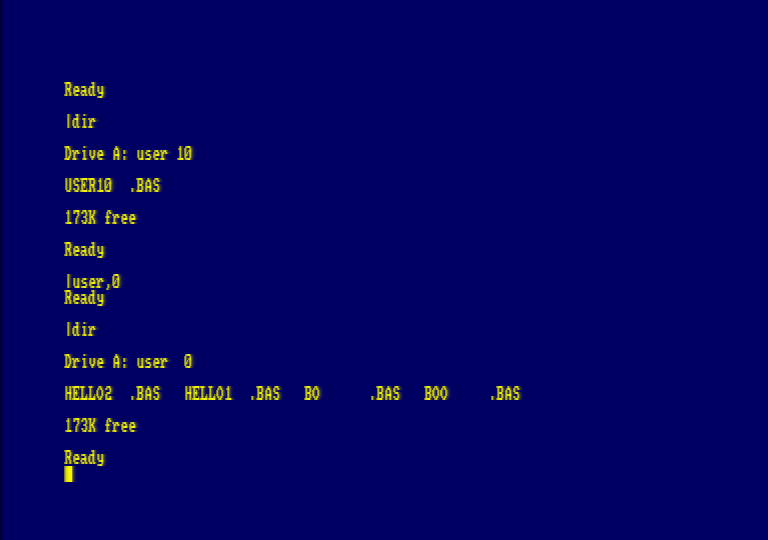 Ready
|dir
Drive A: user 10
USER10  .BAS
173K free
Ready
|user,0
Ready
|dir
Drive A: user  0
HELLO2  .BAS   HELLO1  .BAS   BO      .BAS   BOO     .BAS
173K free
Ready